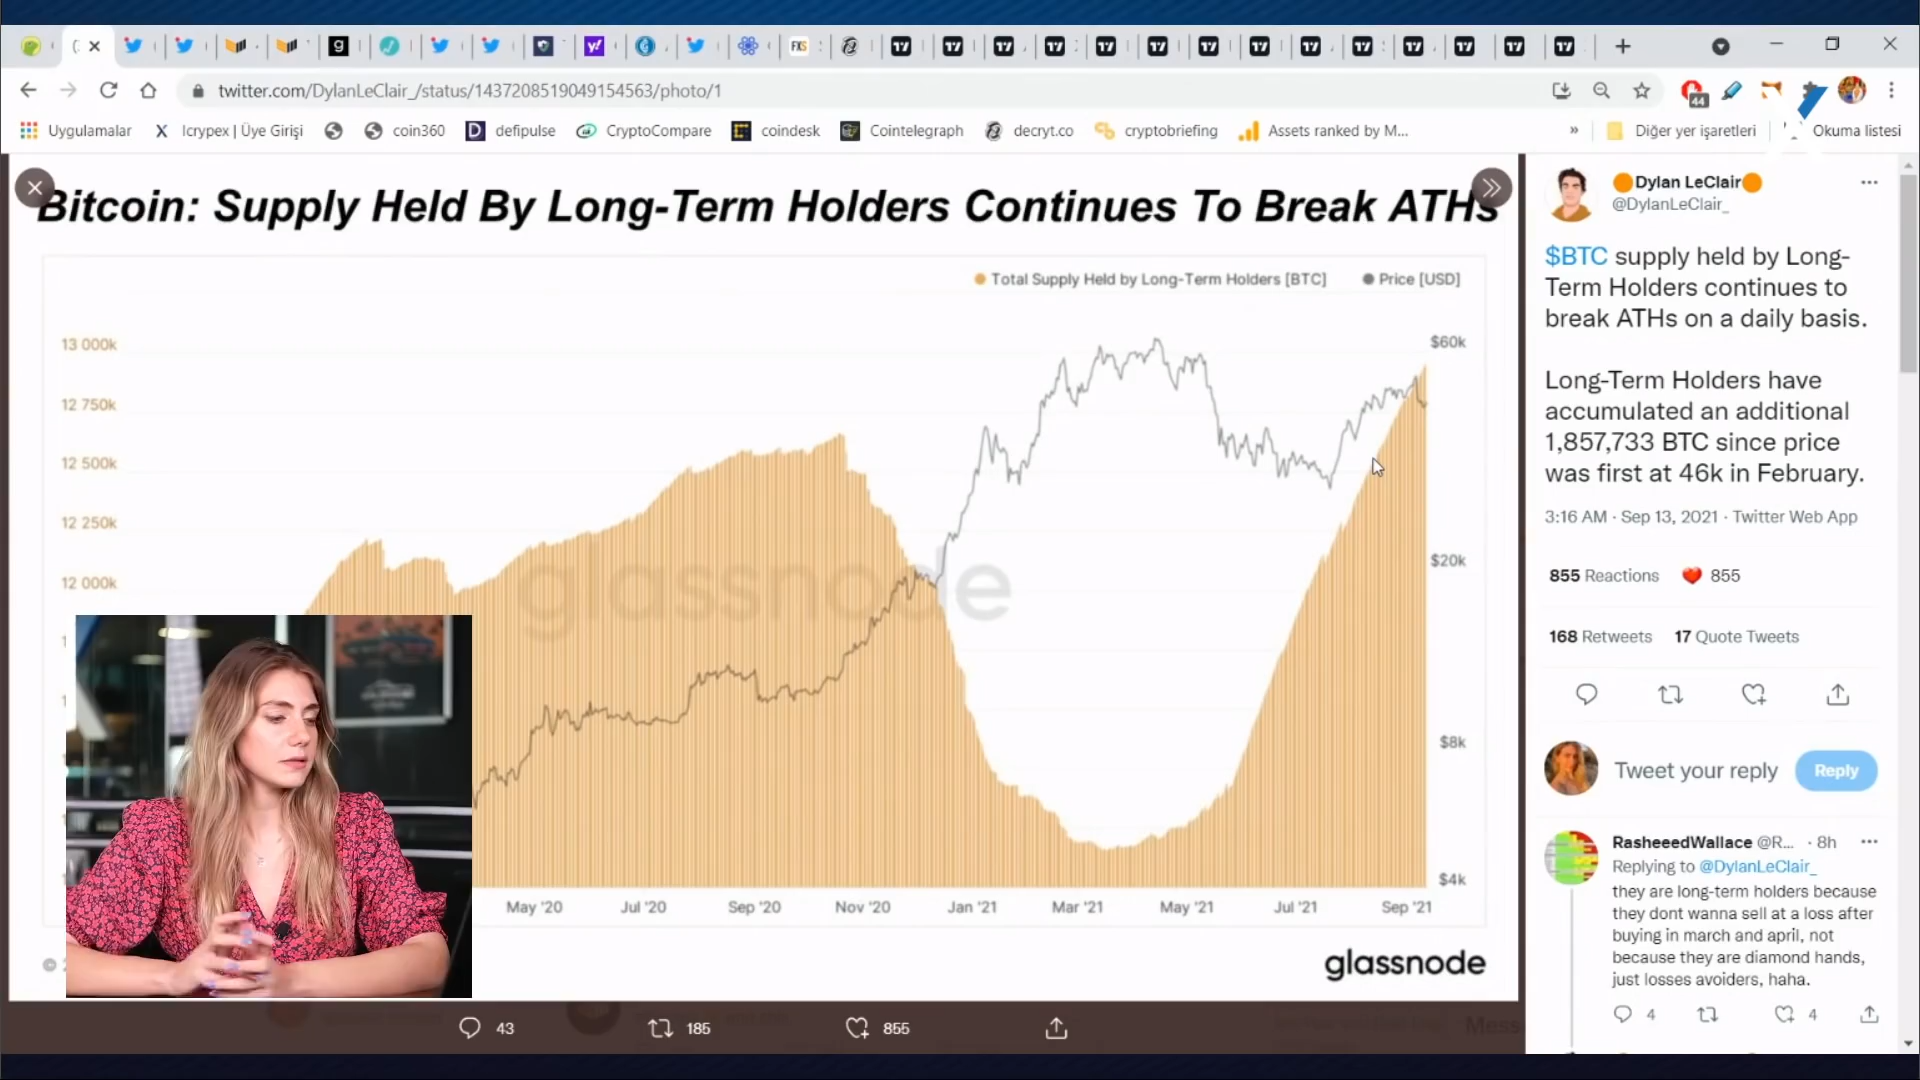 twitter.com/DylanLeClair_/status/1437208519049154563/photo/1
44
Uygulamalar
Icrypex | Üye Girişi
coin360
defipulse
CryptoCompare
coindesk
Cointelegraph
decryt.co
cryptobriefing
Assets ranked by M...
»
Diğer yer işaretleri
Okuma listesi
Bitcoin: Supply Held By Long-Term Holders Continues To Break ATHs
Total Supply Held by Long-Term Holders [BTC]
Price [USD]
13 000k
12 750k
12 500k
12 250k
12 000k
$60k
$20k
$8k
$4k
glassnode
May '20
Jul '20
Sep '20
Nov '20
Jan '21
Mar '21
May '21
Jul '21
Sep '21
glassnode
43
185
855
Dylan LeClair
@DylanLeClair_
$BTC supply held by Long-
Term Holders continues to
break ATHs on a daily basis.
Long-Term Holders have
accumulated an additional
1,857,733 BTC since price
was first at 46k in February.
3:16 AM · Sep 13, 2021 · Twitter Web App
855 Reactions 855
168 Retweets 17 Quote Tweets
Tweet your reply
Reply
RasheeedWallace @R... · 8h
Replying to @DylanLeClair_
they are long-term holders because
they dont wanna sell at a loss after
buying in march and april, not
because they are diamond hands,
just losses avoiders, haha.
4
4